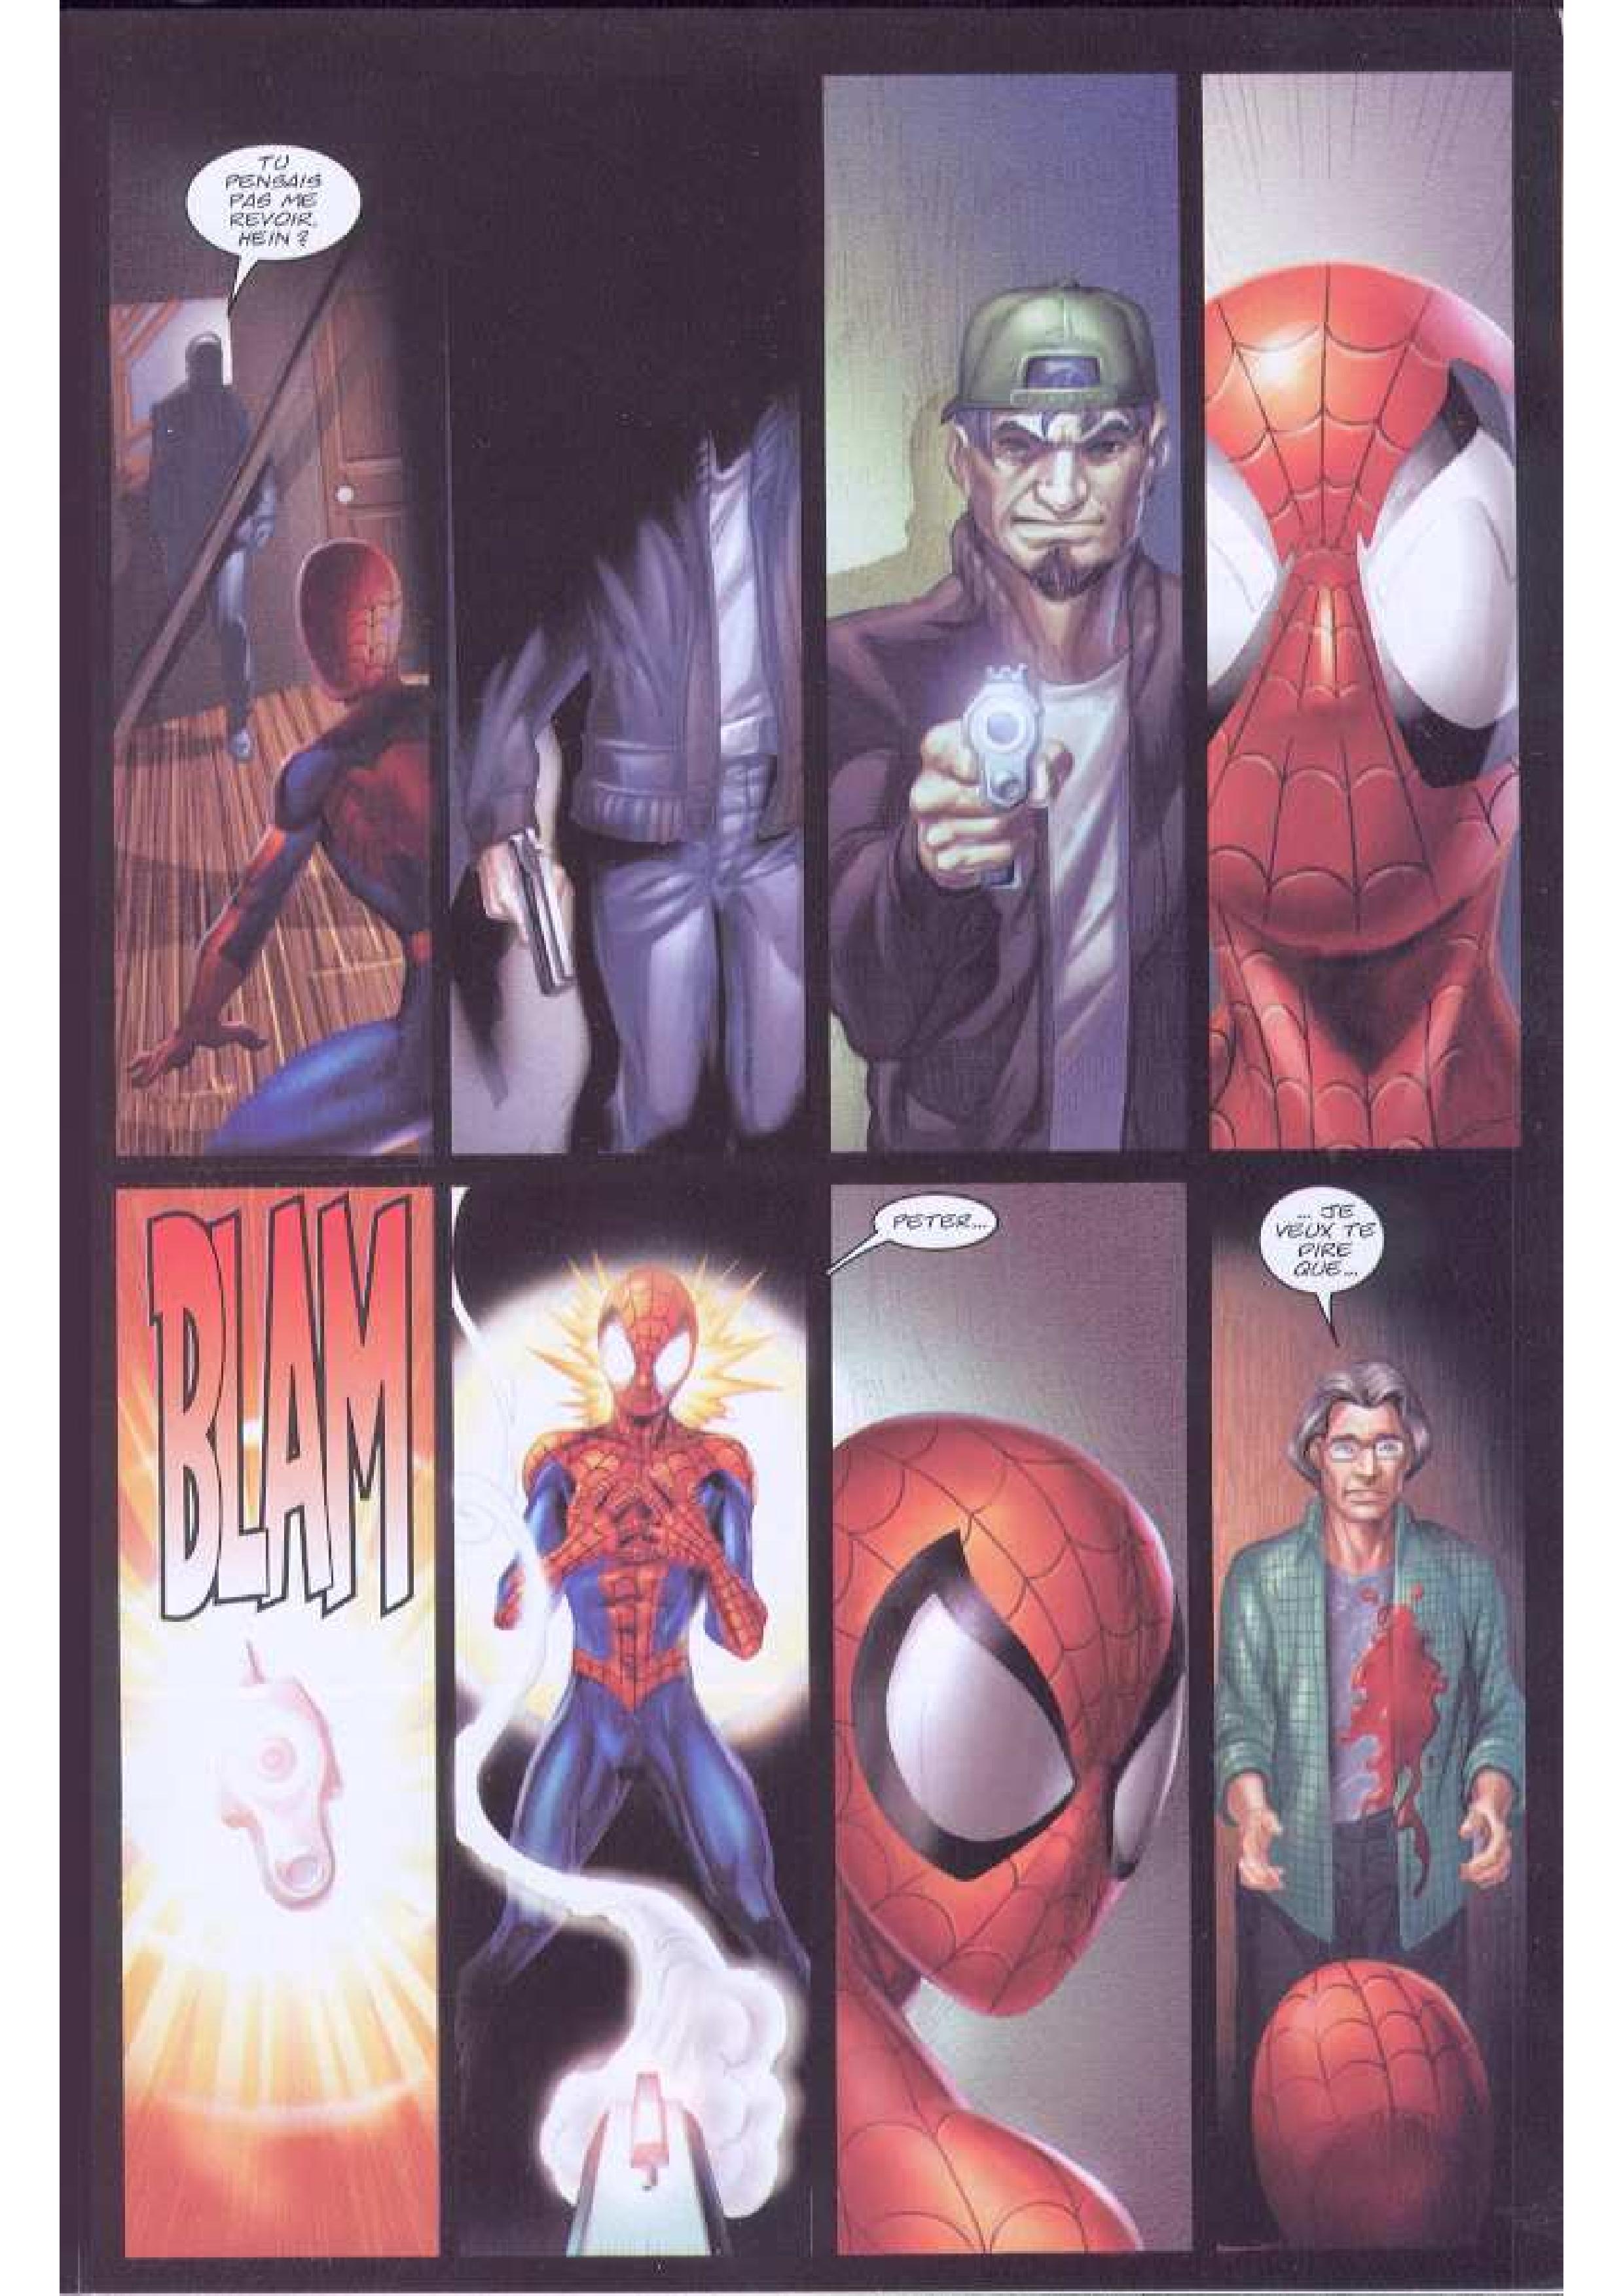 TU
PENSAIS
PAS ME
REVOIR,
HEIN ?
BLAM
PETER...
... JE
VEUX TE
DIRE
QUE...